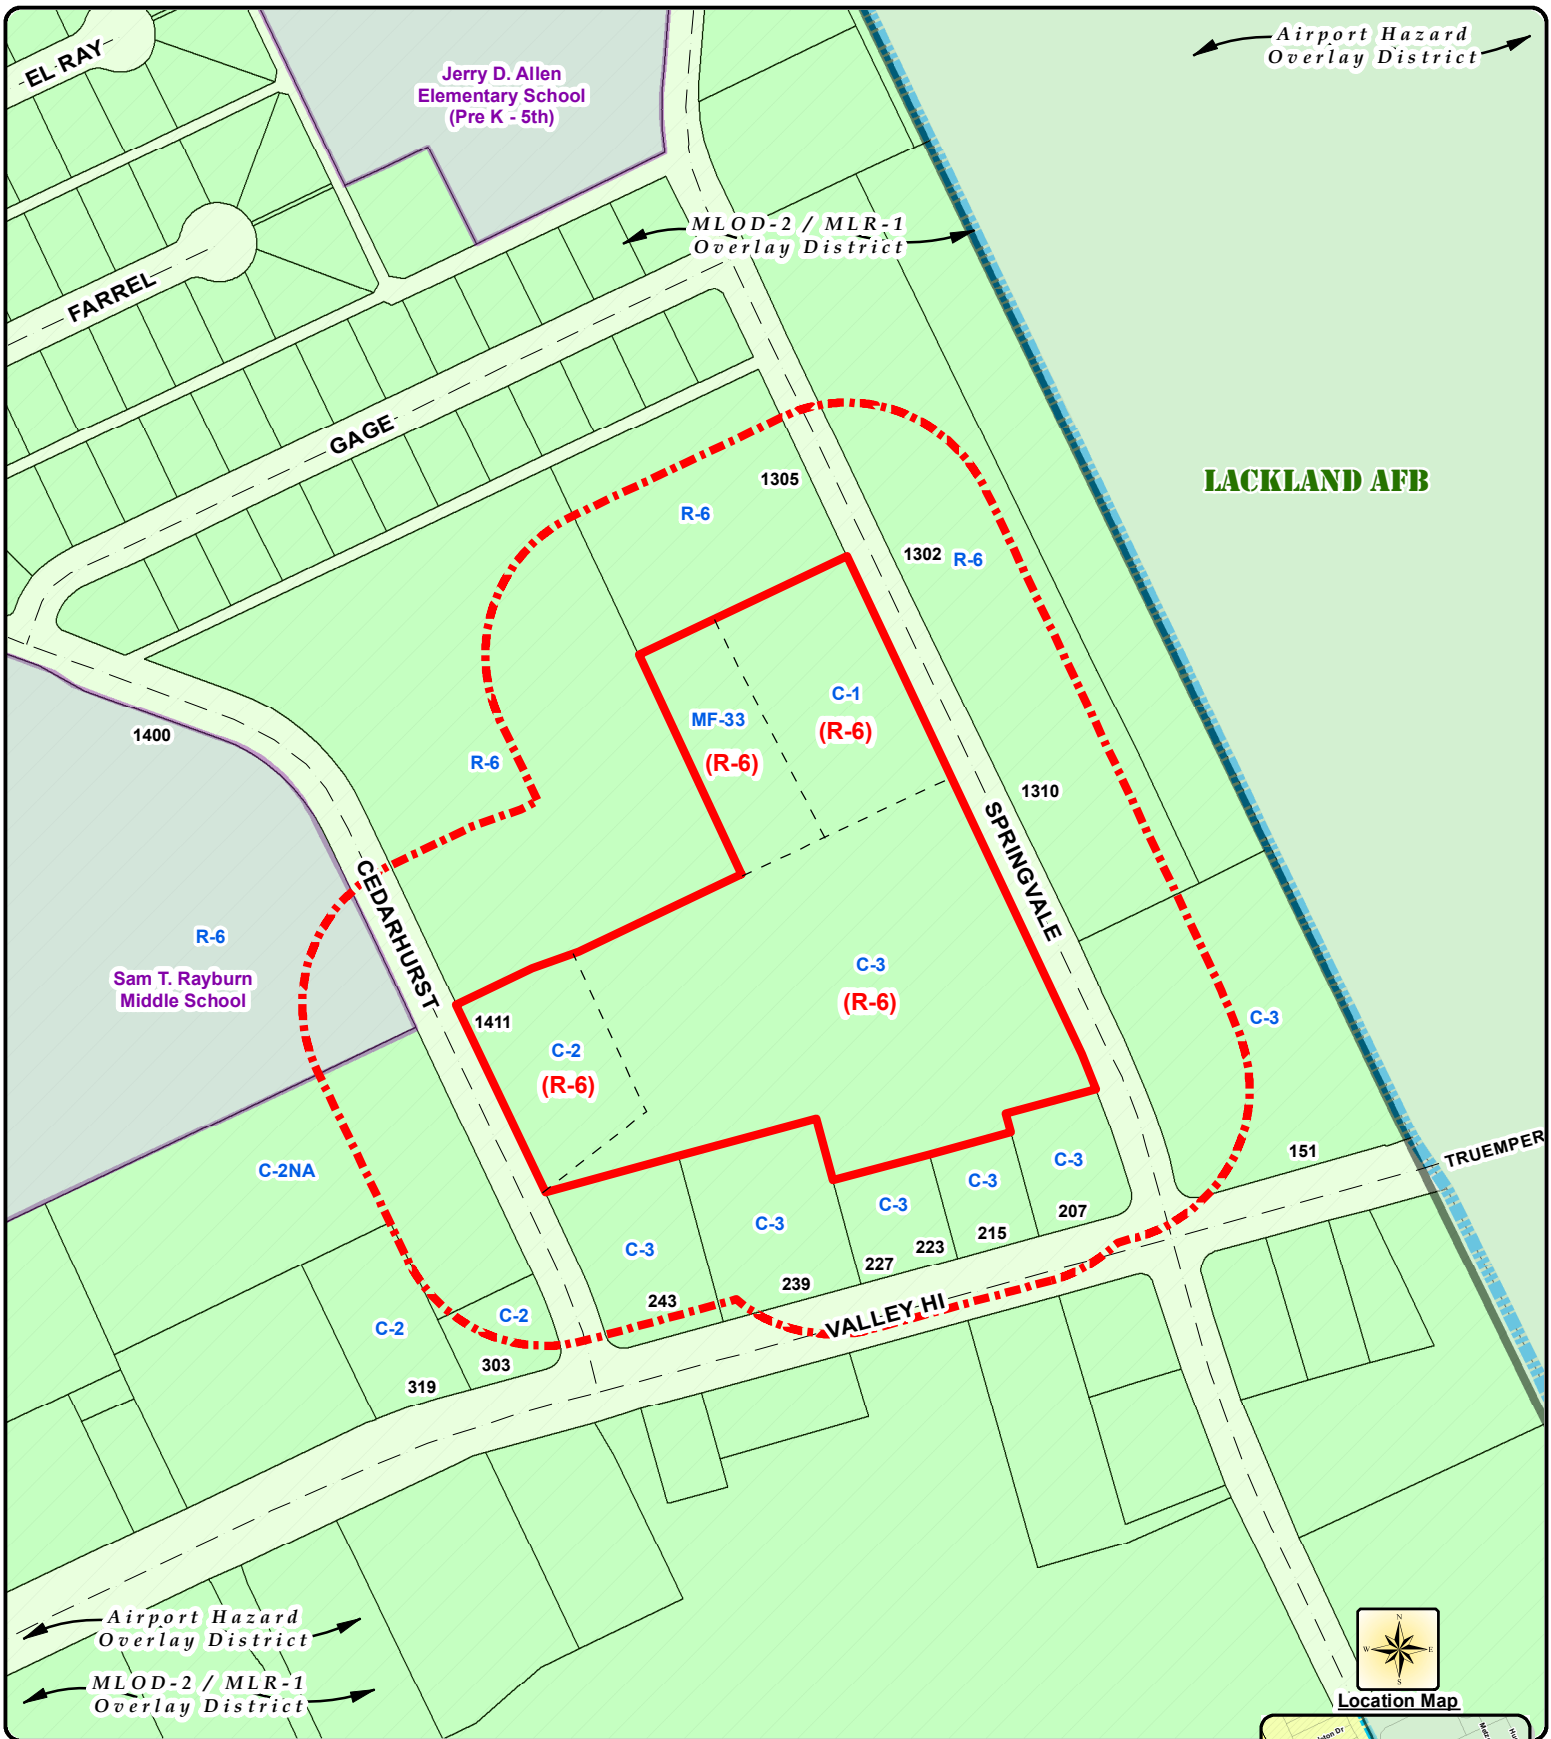 EL RAY
Jerry D. Allen
Elementary School
(Pre K - 5th)
Airport Hazard
Overlay District
MLOD-2 / MLR-1
Overlay District
FARREL
GAGE
LACKLAND AFB
1305
R-6
1302
R-6
C-1
(R-6)
MF-33
(R-6)
1400
R-6
1310
SPRINGVALE
CEDARHURST
R-6
Sam T. Rayburn
Middle School
C-3
(R-6)
1411
C-2
(R-6)
C-3
C-2NA
151
TRUEMPER
C-3
C-3
C-3
207
215
223
227
C-3
239
C-3
243
VALLEY HI
C-2
303
C-2
319
Airport Hazard
Overlay District
MLOD-2 / MLR-1
Overlay District
N
W
E
S
Location Map